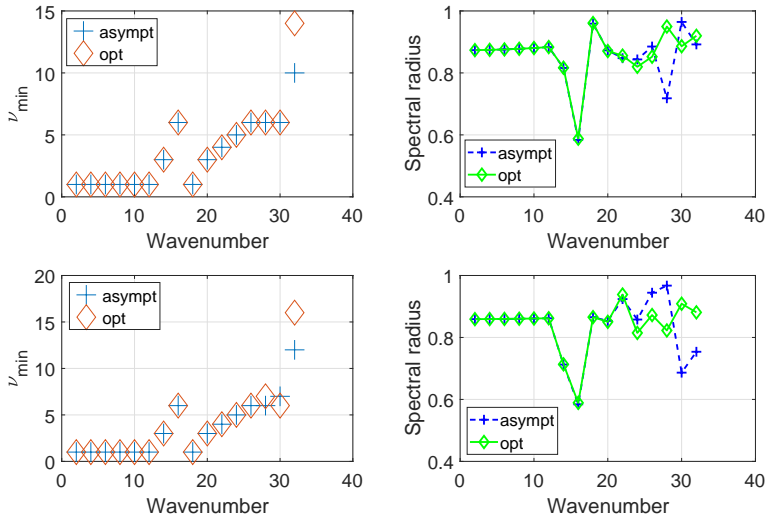 15
10
5
0
ν_min
asympt
opt
0 10 20 30 40
Wavenumber
1
0.8
0.6
0.4
Spectral radius
asympt
opt
0 10 20 30 40
Wavenumber
20
15
10
5
0
ν_min
asympt
opt
0 10 20 30 40
Wavenumber
1
0.8
0.6
0.4
Spectral radius
asympt
opt
0 10 20 30 40
Wavenumber